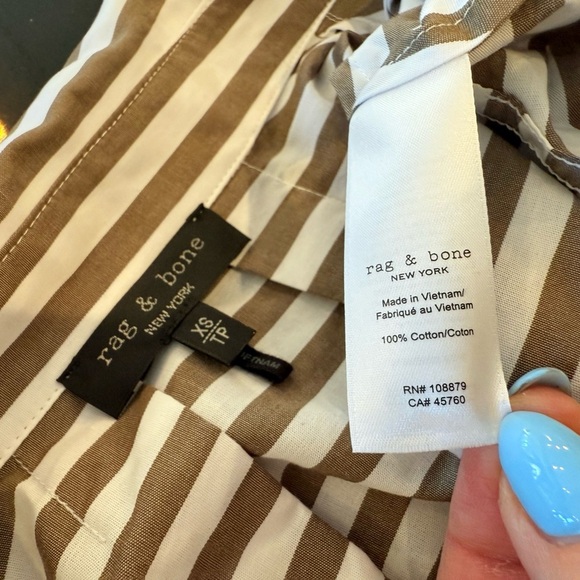 rag & bone
NEW YORK
XS/
TP
rag & bone
NEW YORK
Made in Vietnam/
Fabriqué au Vietnam
100% Cotton/Coton
RN# 108879
CA# 45760